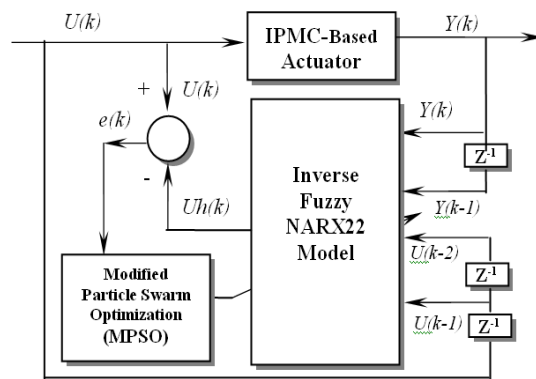 U(k)
IPMC-Based
Actuator
Y(k)
+
U(k)
e(k)
-
Uh(k)
Inverse
Fuzzy
NARX22
Model
Y(k)
Z-1
Y(k-1)
U(k-2)
Z-1
U(k-1)
Z-1
Modified
Particle Swarm
Optimization
(MPSO)